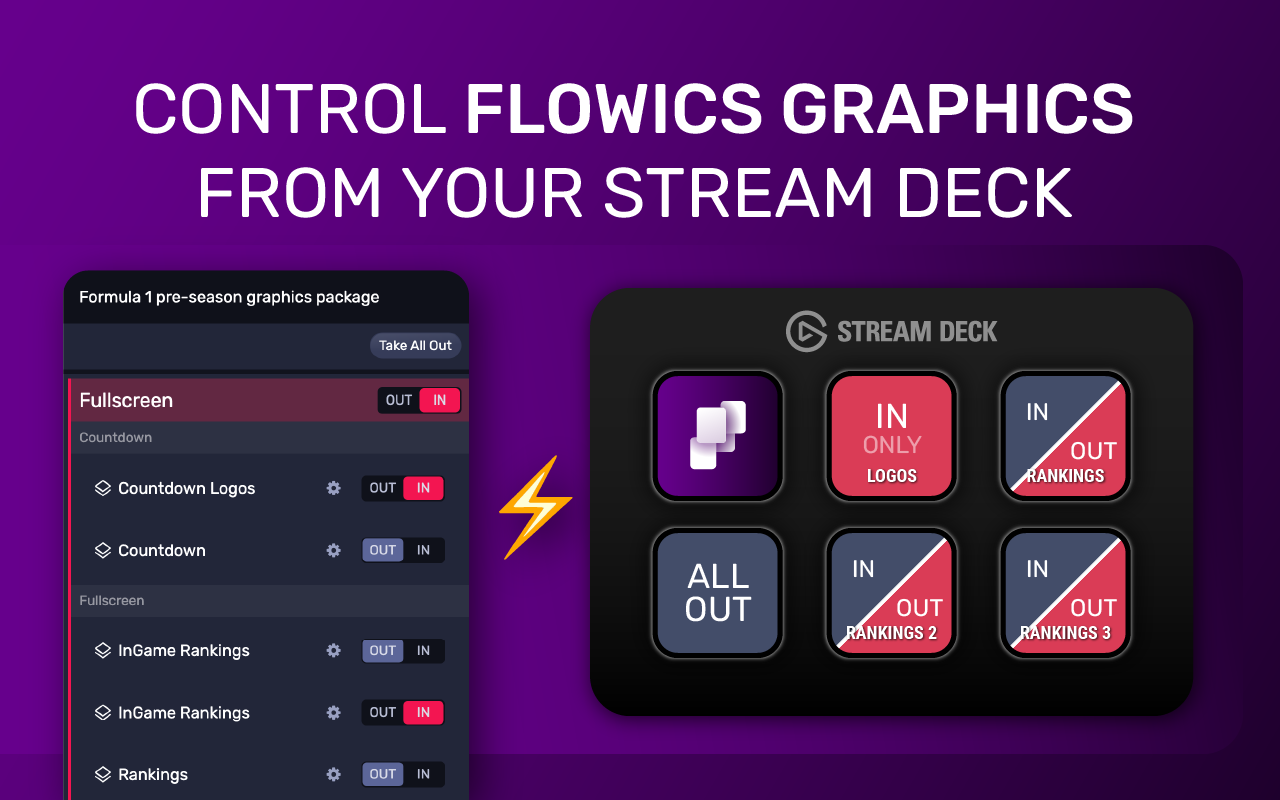 CONTROL FLOWICS GRAPHICS
FROM YOUR STREAM DECK
Formula 1 pre-season graphics package
Take All Out
Fullscreen OUT IN
Countdown
Countdown Logos OUT IN
Countdown OUT IN
Fullscreen
InGame Rankings OUT IN
InGame Rankings OUT IN
Rankings OUT IN
STREAM DECK
IN
ONLY
LOGOS
IN
OUT
RANKINGS
ALL
OUT
IN
OUT
RANKINGS 2
IN
OUT
RANKINGS 3